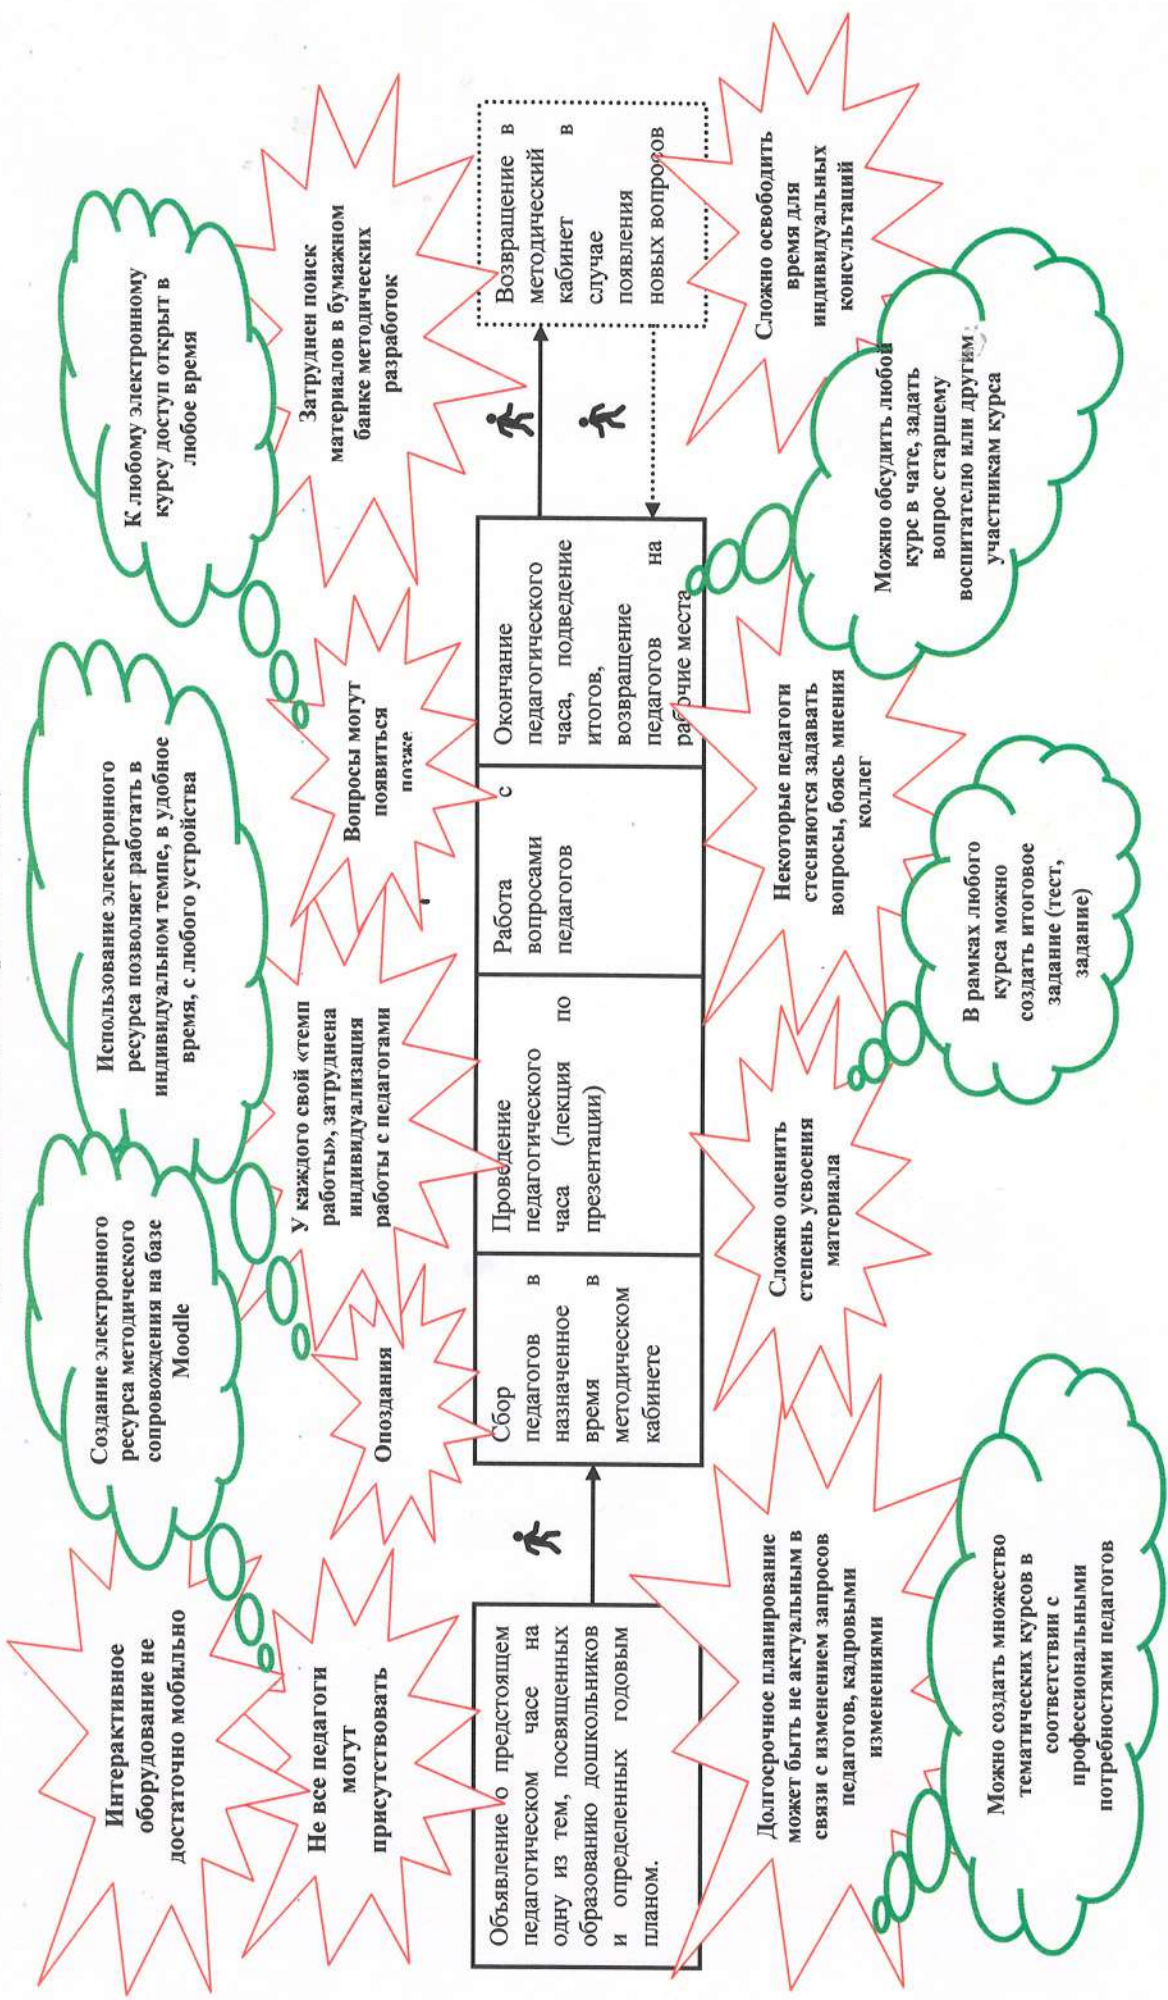 Интерактивное
оборудование не
достаточно мобильно
Создание электронного
ресурса методического
сопровождения на базе
Moodle
Использование электронного
ресурса позволяет работать в
индивидуальном темпе, в удобное
время, с любого устройства
К любому электронному
курсу доступ открыт в
любое время
Не все педагоги
могут
присутствовать
Опоздания
У каждого свой «темп
работы», затруднена
индивидуализация
работы с педагогами
Вопросы могут
появиться
позже
Затруднен поиск
материалов в бумажном
банке методических
разработок
Объявление о предстоящем
педагогическом часе на
одну из тем, посвященных
образованию дошкольников
и определенных годовым
планом.
Сбор
педагогов в
назначенное
время в
методическом
кабинете
Проведение
педагогического
часа (лекция по
презентации)
Работа с
вопросами
педагогов
Окончание
педагогического
часа, подведение
итогов,
возвращение
педагогов на
рабочие места
Возвращение в
методический
кабинет в
случае
появления
новых вопросов
Долгосрочное планирование
может быть не актуальным в
связи с изменением запросов
педагогов, кадровыми
изменениями
Сложно оценить
степень усвоения
материала
Некоторые педагоги
стесняются задавать
вопросы, боясь мнения
коллег
Сложно освободить
время для
индивидуальных
консультаций
Можно создать множество
тематических курсов в
соответствии с
профессиональными
потребностями педагогов
В рамках любого
курса можно
создать итоговое
задание (тест,
задание)
Можно обсудить любой
курс в чате, задать
вопрос старшему
воспитателю или другим
участникам курса